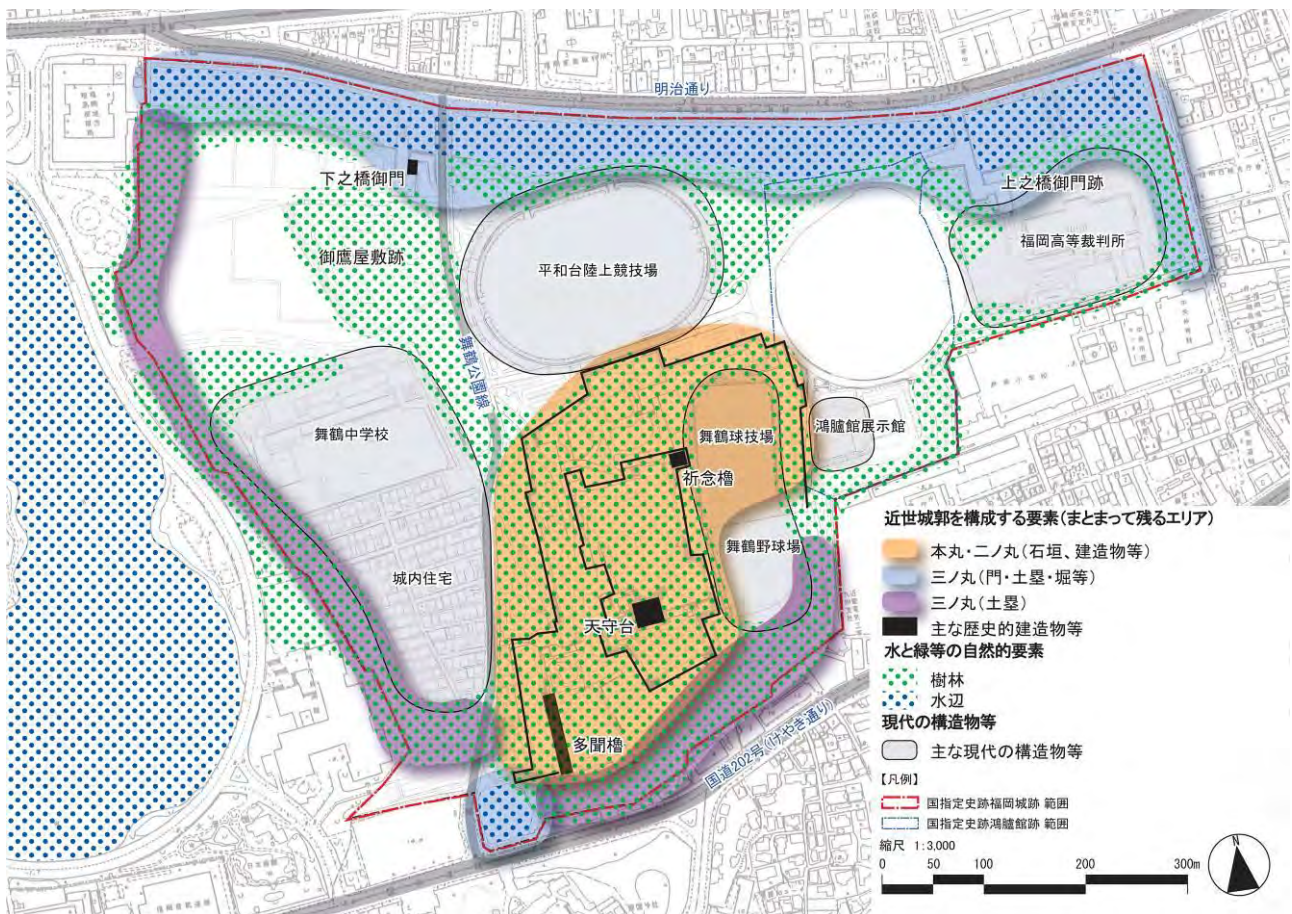 明治通り
下之橋御門
上之橋御門跡
福岡高等裁判所
御鷹屋敷跡
平和台陸上競技場
舞鶴公園線
舞鶴中学校
舞鶴球技場
鴻臚館展示館
祈念櫓
舞鶴野球場
城内住宅
天守台
多聞櫓
国道202号(けやき通り)
近世城郭を構成する要素(まとまって残るエリア)
本丸・二ノ丸(石垣、建造物等)
三ノ丸(門・土塁・堀等)
三ノ丸(土塁)
主な歴史的建造物等
水と緑等の自然的要素
樹林
水辺
現代の構造物等
主な現代の構造物等
【凡例】
国指定史跡福岡城跡 範囲
国指定史跡鴻臚館跡 範囲
縮尺 1:3,000
0 50 100 200 300m
N